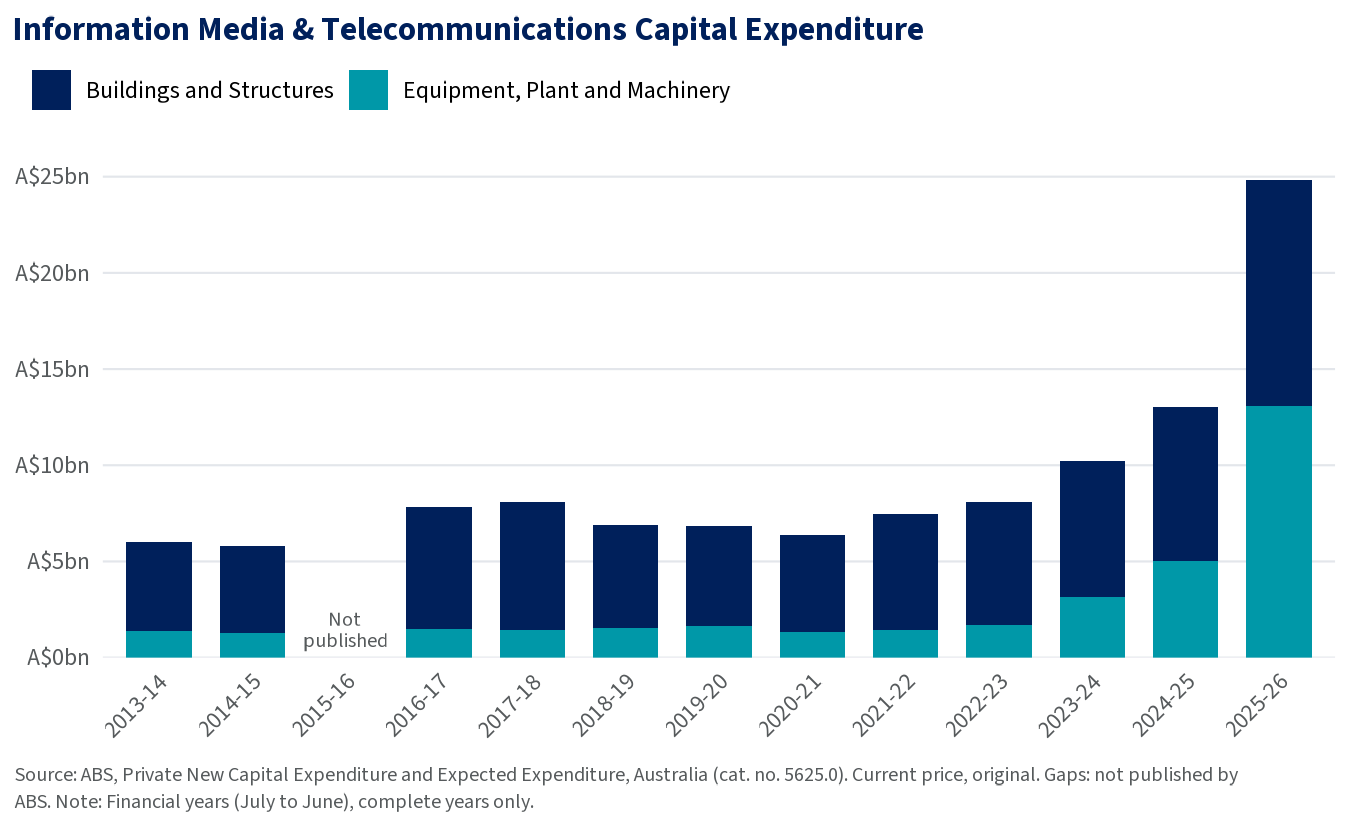 Information Media & Telecommunications Capital Expenditure
Buildings and Structures
Equipment, Plant and Machinery
A$25bn
A$20bn
A$15bn
A$10bn
A$5bn
A$0bn
Not
published
2013-14
2014-15
2015-16
2016-17
2017-18
2018-19
2019-20
2020-21
2021-22
2022-23
2023-24
2024-25
2025-26
Source: ABS, Private New Capital Expenditure and Expected Expenditure, Australia (cat. no. 5625.0). Current price, original. Gaps: not published by
ABS. Note: Financial years (July to June), complete years only.